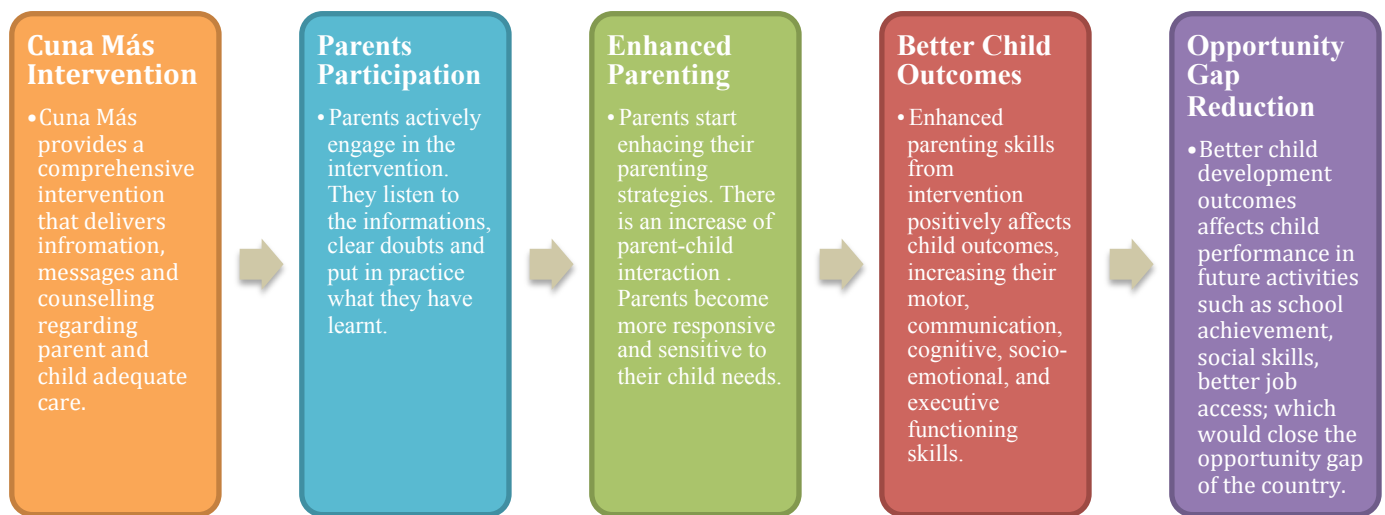 Cuna Más
Intervention
•Cuna Más
provides a
comprehensive
intervention
that delivers
infromation,
messages and
counselling
regarding
parent and
child adequate
care.
Parents
Participation
• Parents actively
engage in the
intervention.
They listen to
the informations,
clear doubts and
put in practice
what they have
learnt.
Enhanced
Parenting
• Parents start
enhacing their
parenting
strategies. There
is an increase of
parent-child
interaction .
Parents become
more responsive
and sensitive to
their child needs.
Better Child
Outcomes
• Enhanced
parenting skills
from
intervention
positively affects
child outcomes,
increasing their
motor,
communication,
cognitive, socio-
emotional, and
executive
functioning
skills.
Opportunity
Gap
Reduction
•Better child
development
outcomes
affects child
performance in
future activities
such as school
achievement,
social skills,
better job
access; which
would close the
opportunity gap
of the country.